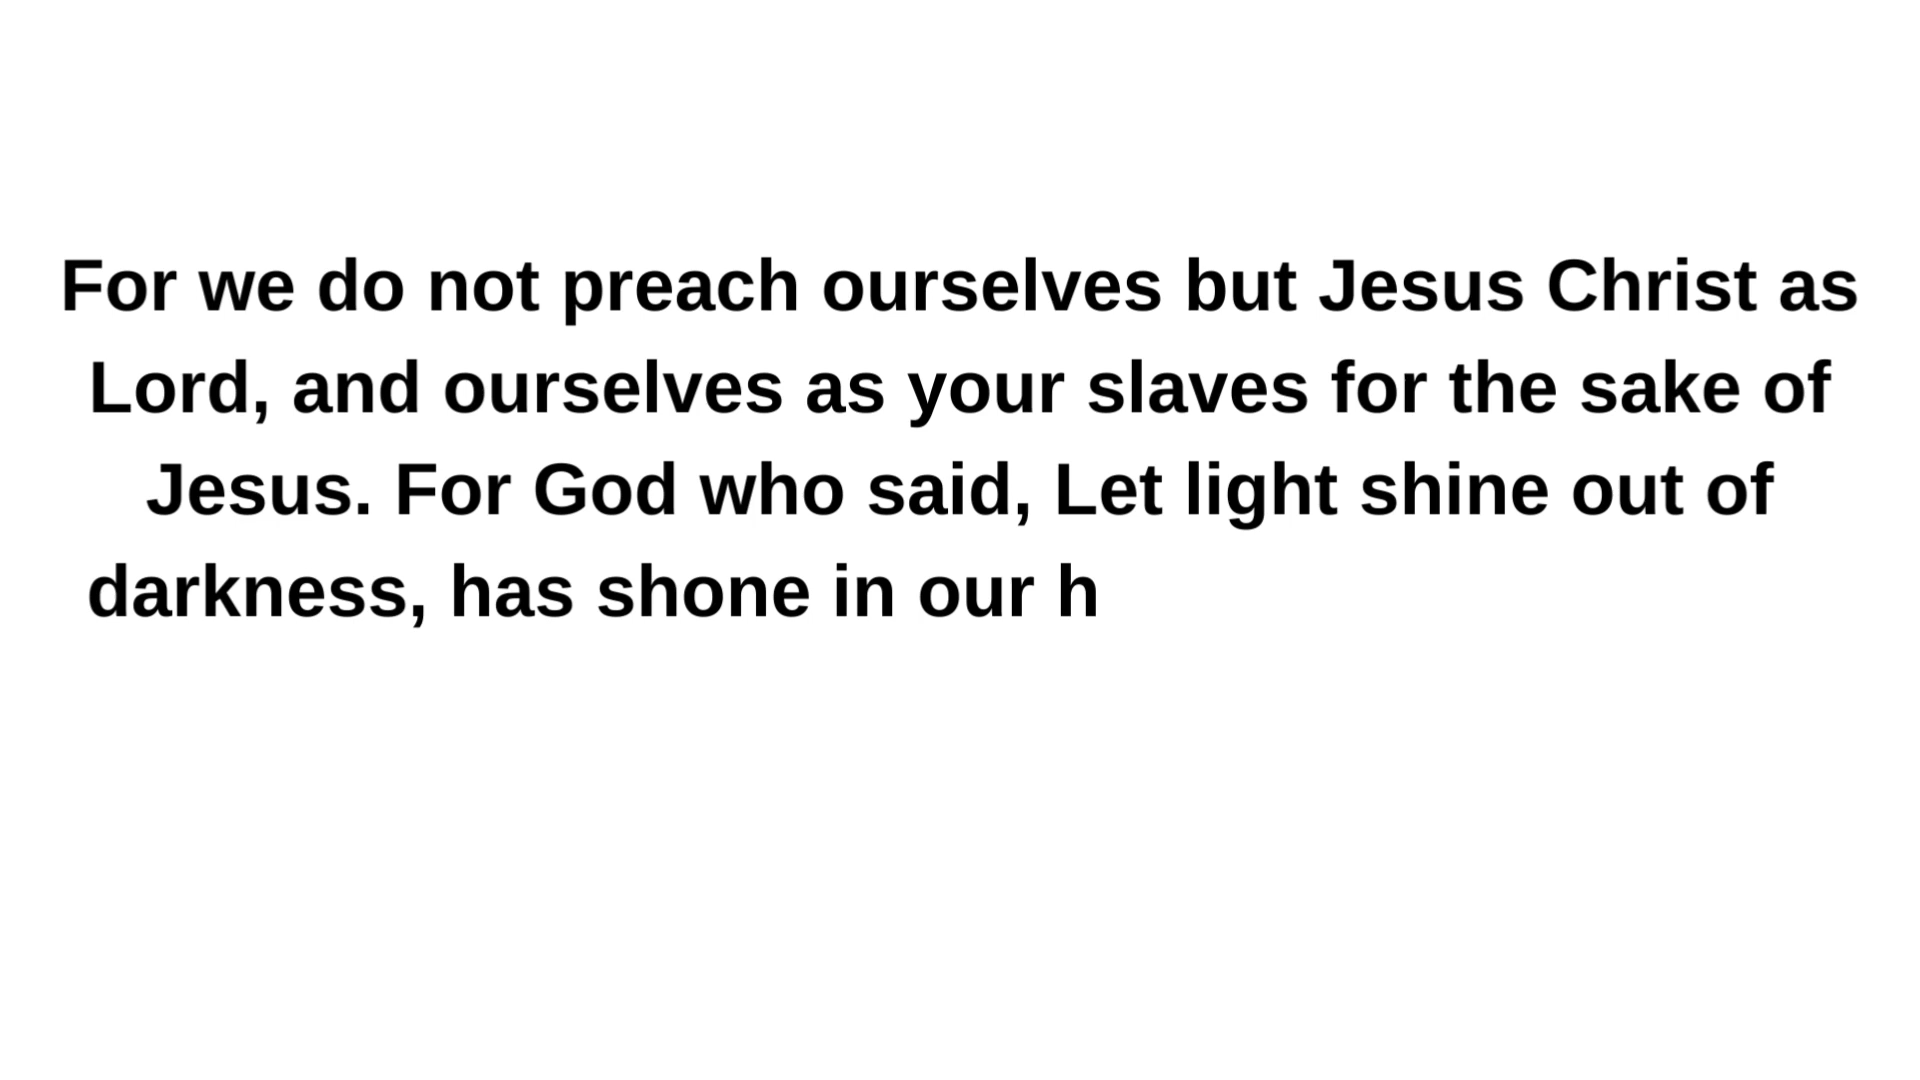 For we do not preach ourselves but Jesus Christ as
Lord, and ourselves as your slaves for the sake of
Jesus. For God who said, Let light shine out of
darkness, has shone in our h